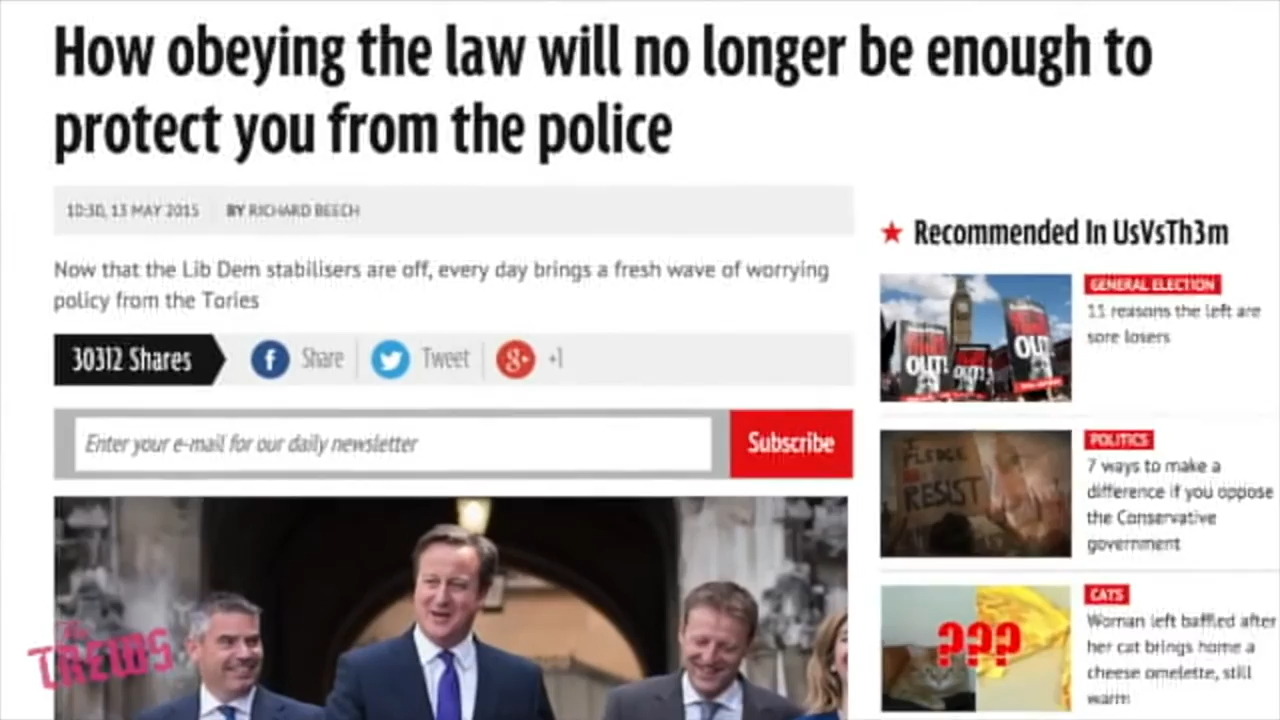 How obeying the law will no longer be enough to
protect you from the police
10:30, 13 MAY 2015 BY RICHARD BEECH
Now that the Lib Dem stabilisers are off, every day brings a fresh wave of worrying
policy from the Tories
30312 Shares Share Tweet +1
Enter your e-mail for our daily newsletter Subscribe
Recommended In UsVsTh3m
GENERAL ELECTION
11 reasons the left are
sore losers
OUT! OUT! OUT!
POLITICS
7 ways to make a
difference if you oppose
the Conservative
government
I
PLEDGE
RESIST
CATS
Woman left baffled after
her cat brings home a
cheese omelette, still
warm
???
THE
TREWS